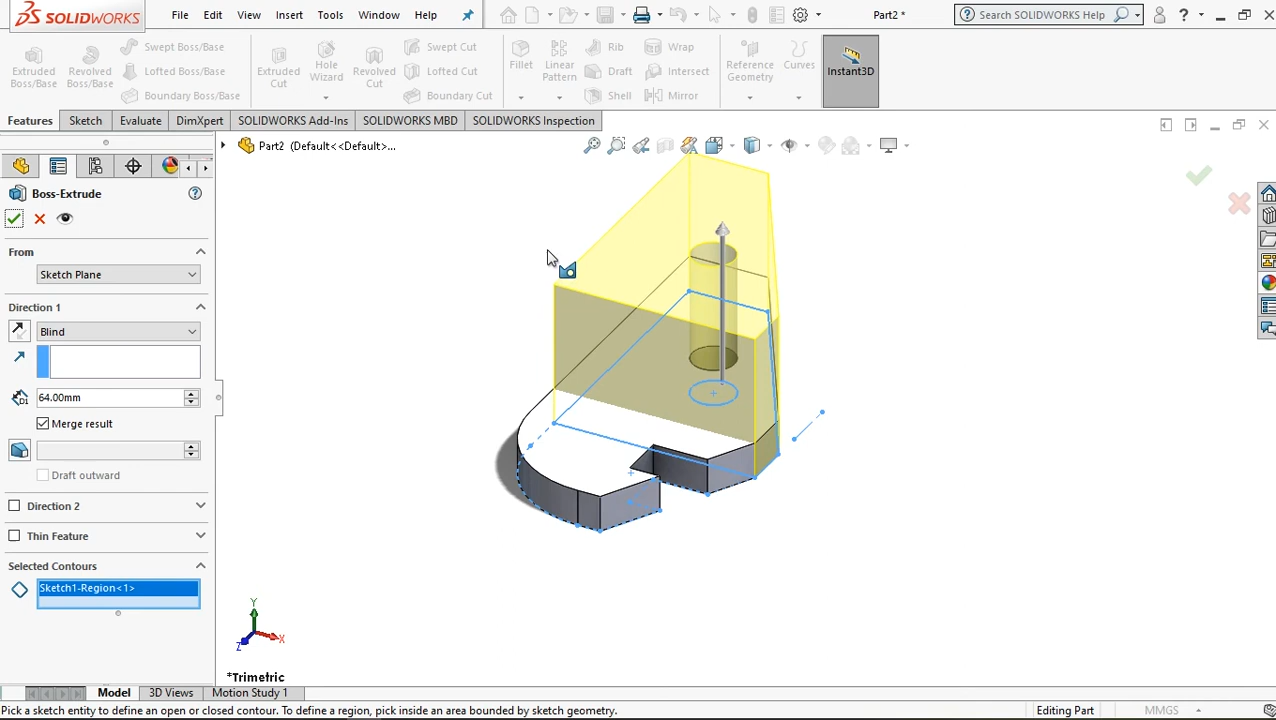 SOLIDWORKS File Edit View Insert Tools Window Help Part2 * Search SOLIDWORKS Help
Extruded Boss/Base Revolved Boss/Base Swept Boss/Base Lofted Boss/Base Boundary Boss/Base Extruded Cut Hole Wizard Revolved Cut Swept Cut Lofted Cut Boundary Cut Fillet Linear Pattern Rib Draft Shell Wrap Intersect Mirror Reference Geometry Curves Instant3D
Features Sketch Evaluate DimXpert SOLIDWORKS Add-Ins SOLIDWORKS MBD SOLIDWORKS Inspection
Part2 (Default<<Default>...
Boss-Extrude
From
Sketch Plane
Direction 1
Blind
64.00mm
Merge result
Draft outward
Direction 2
Thin Feature
Selected Contours
Sketch1-Region<1>
Y
X
Z
*Trimetric
Model 3D Views Motion Study 1
Pick a sketch entity to define an open or closed contour. To define a region, pick inside an area bounded by sketch geometry. Editing Part MMGS